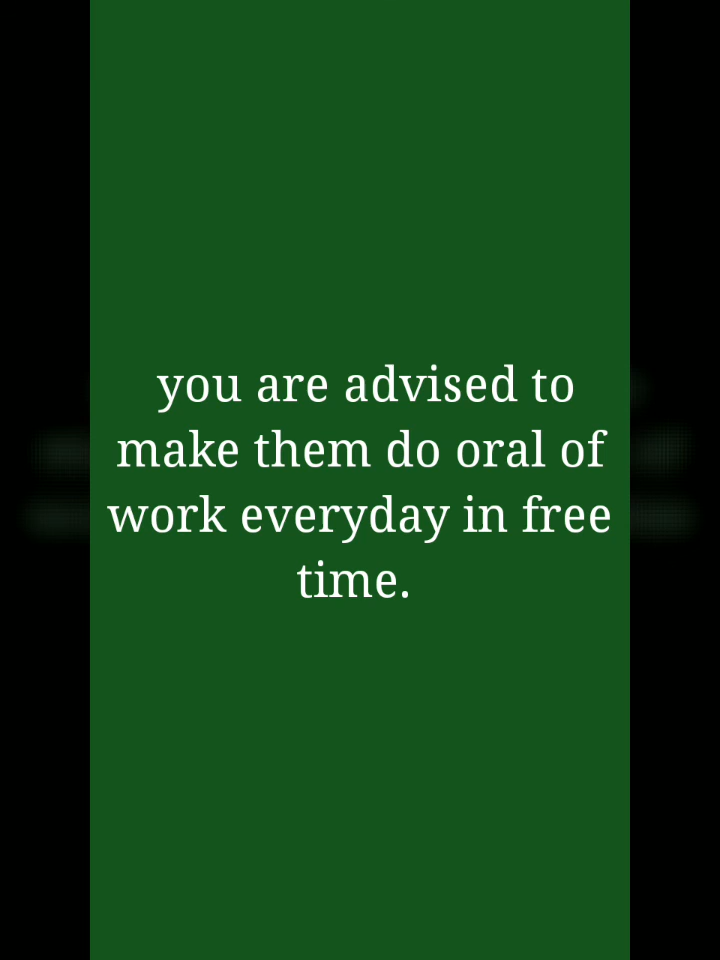 you are advised to
make them do oral of
work everyday in free
time.